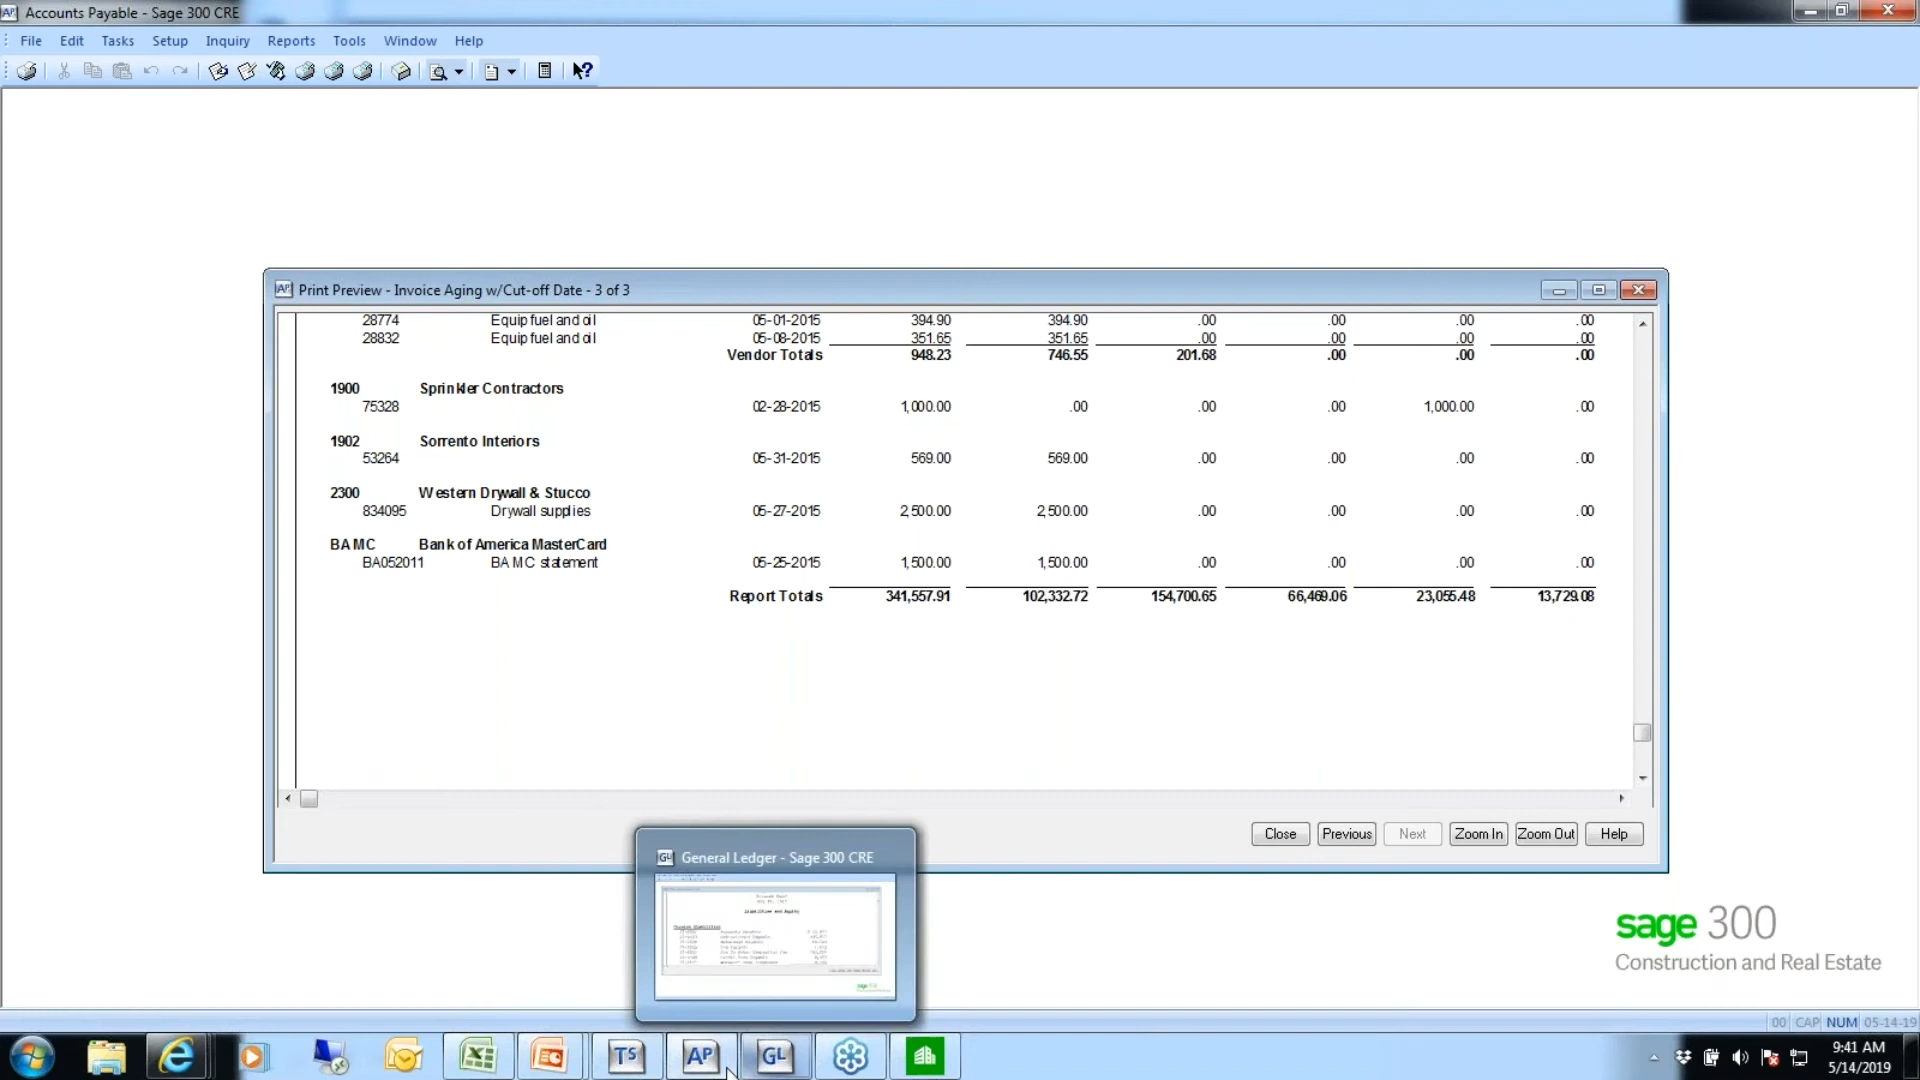 Accounts Payable - Sage 300 CRE
File Edit Tasks Setup Inquiry Reports Tools Window Help
Print Preview - Invoice Aging w/Cut-off Date - 3 of 3
28774 Equip fuel and oil 05-01-2015 394.90 394.90 .00 .00 .00 .00
28832 Equip fuel and oil 05-08-2015 351.65 351.65 .00 .00 .00 .00
Vendor Totals 948.23 746.55 201.68 .00 .00 .00
1900 Sprinkler Contractors
75328 02-28-2015 1,000.00 .00 .00 .00 1,000.00 .00
1902 Sorrento Interiors
53264 05-31-2015 569.00 569.00 .00 .00 .00 .00
2300 Western Drywall & Stucco
834095 Drywall supplies 05-27-2015 2,500.00 2,500.00 .00 .00 .00 .00
BAMC Bank of America MasterCard
BA052011 BAMC statement 05-25-2015 1,500.00 1,500.00 .00 .00 .00 .00
Report Totals 341,557.91 102,332.72 154,700.65 66,469.06 23,055.48 13,729.08
Close Previous Next Zoom In Zoom Out Help
GL General Ledger - Sage 300 CRE
Liabilities and Equity
sage 300
Construction and Real Estate
00 CAP NUM 05-14-19
TS AP GL
9:41 AM
5/14/2019